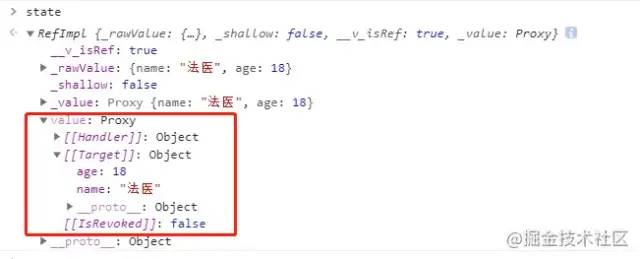 > state
< ▼ RefImpl {_rawValue: {…}, _shallow: false, __v_isRef: true, _value: Proxy} i
__v_isRef: true
▶ _rawValue: {name: "法医", age: 18}
_shallow: false
▶ _value: Proxy {name: "法医", age: 18}
▼ value: Proxy
▶ [[Handler]]: Object
▼ [[Target]]: Object
age: 18
name: "法医"
▶ __proto__: Object
[[IsRevoked]]: false
▶ __proto__: Object
@掘金技术社区